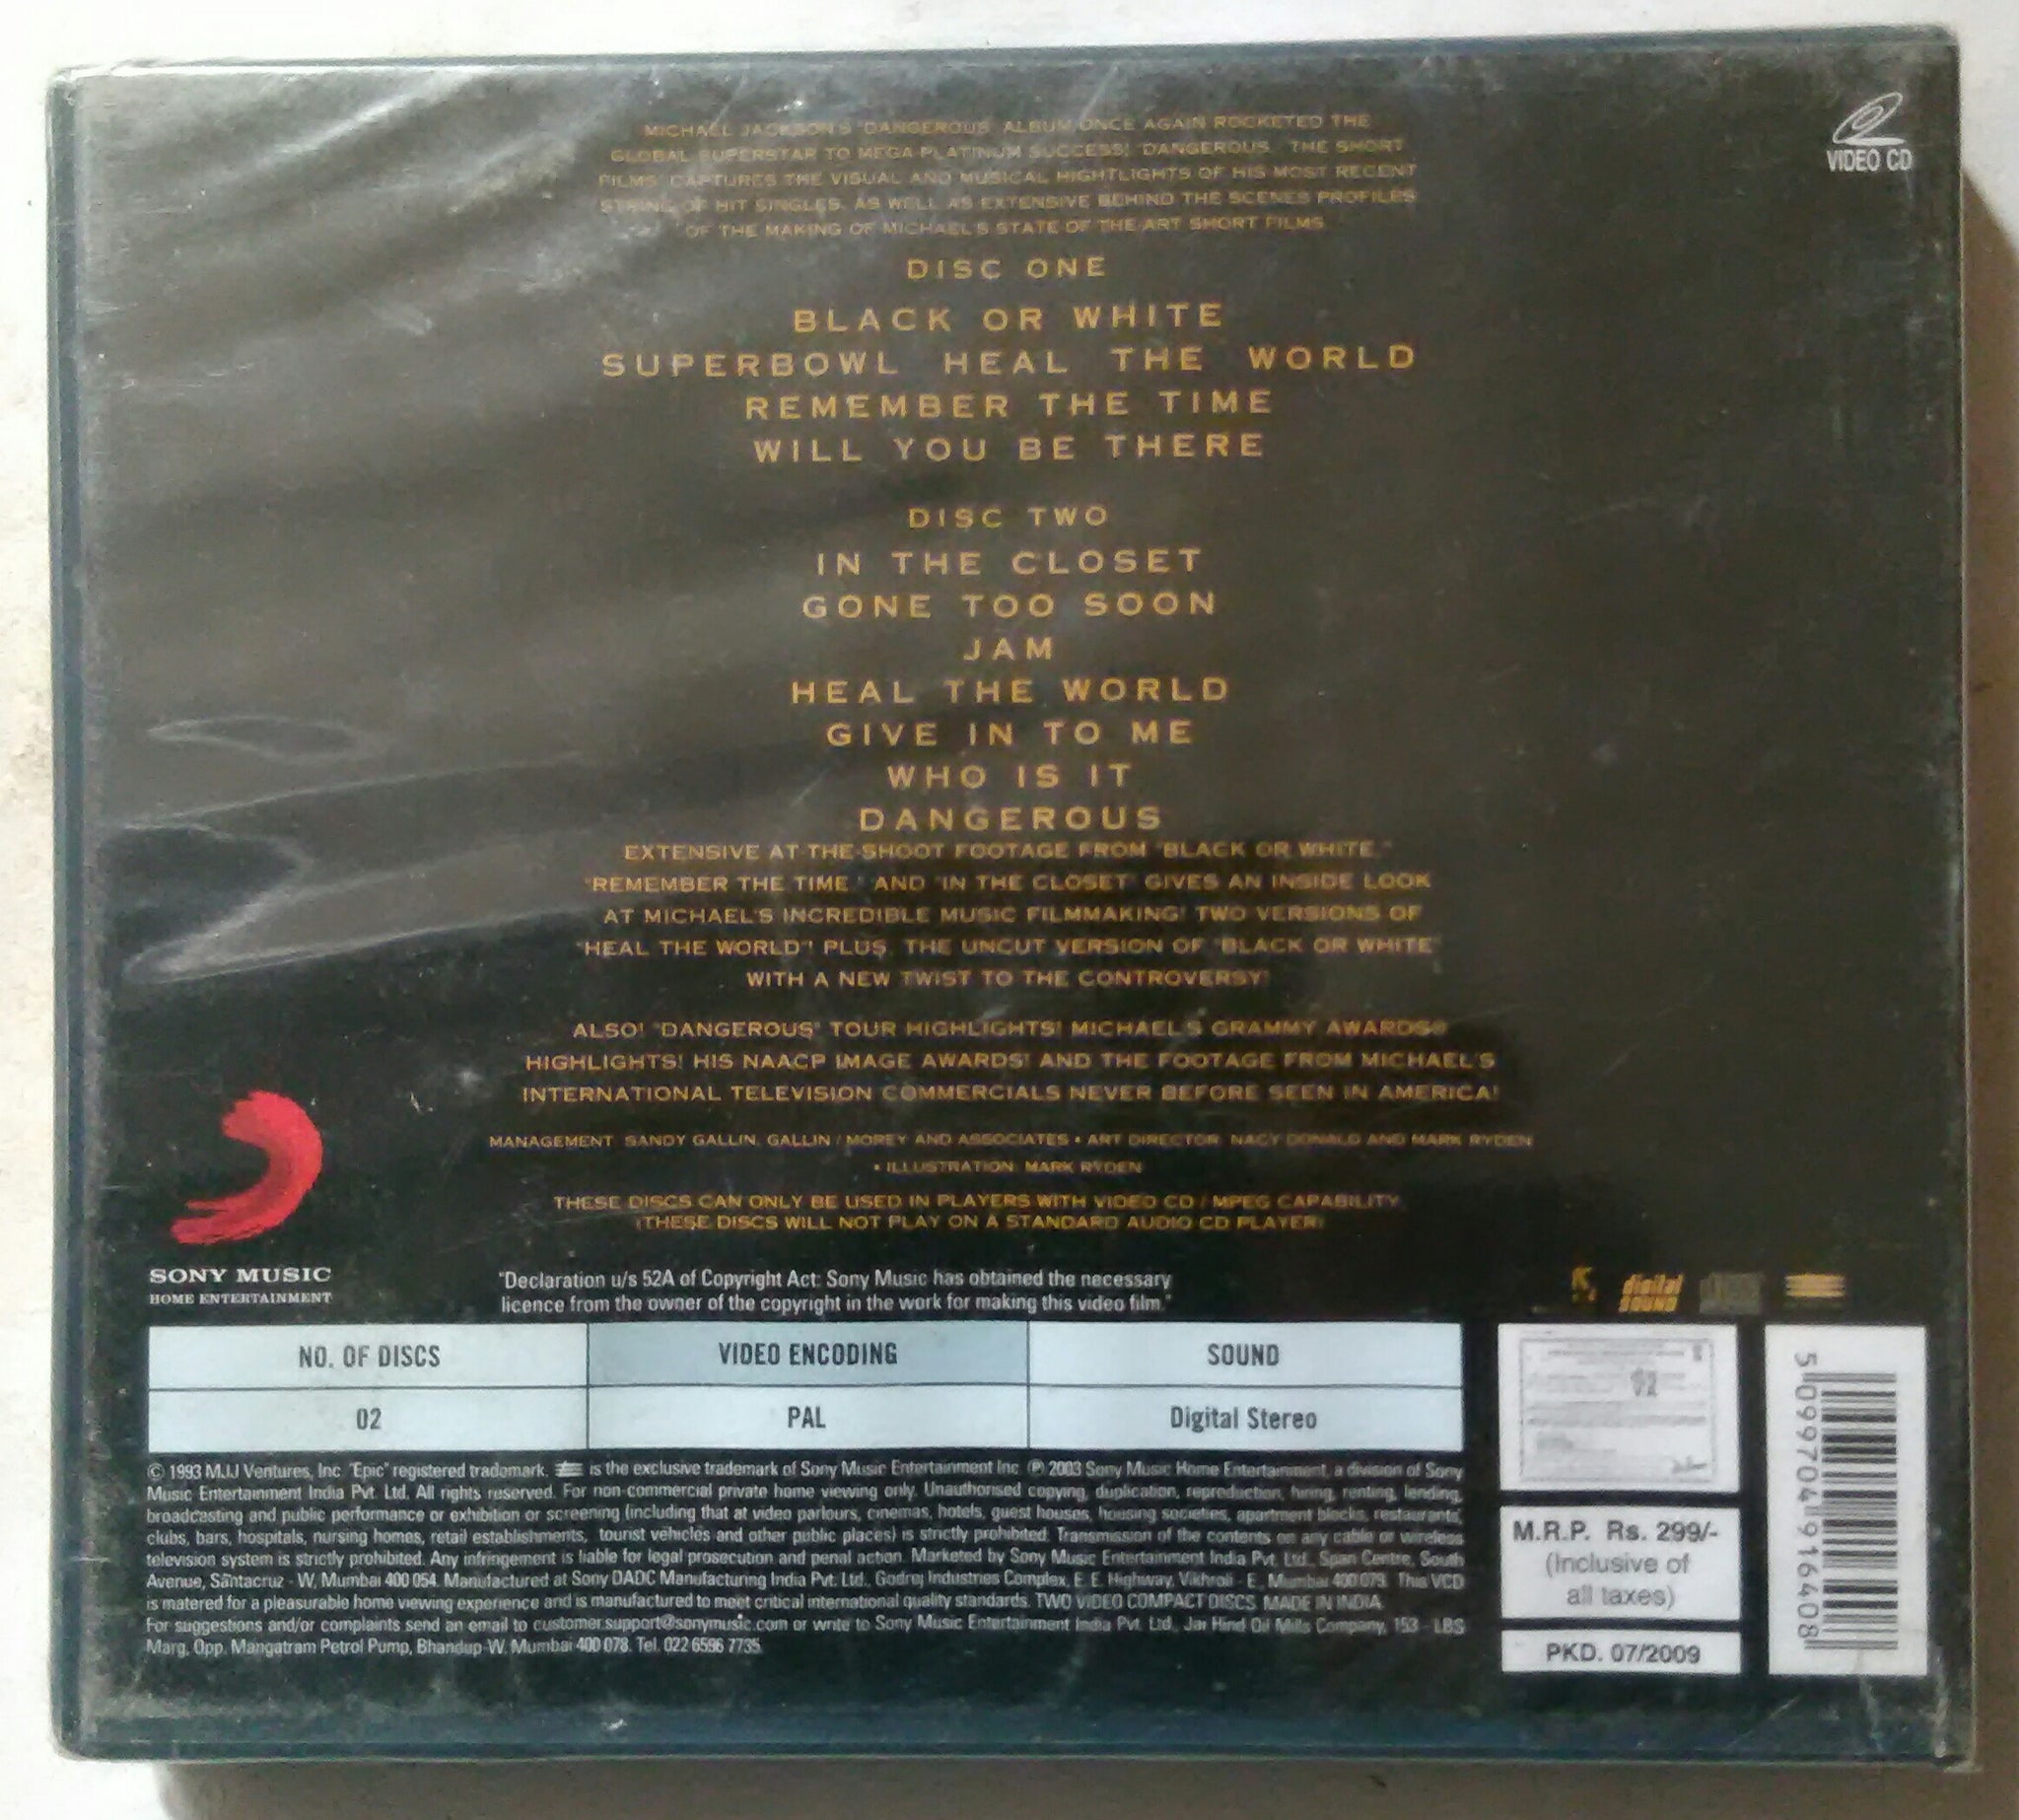 MICHAEL JACKSON'S "DANGEROUS" ALBUM ONCE AGAIN ROCKETED THE
GLOBAL SUPERSTAR TO MEGA PLATINUM SUCCESS! "DANGEROUS" THE SHORT
FILMS" CAPTURES THE VISUAL AND MUSICAL HIGHTLIGHTS OF HIS MOST RECENT
STRING OF HIT SINGLES, AS WELL AS EXTENSIVE BEHIND THE SCENES PROFILES
OF THE MAKING OF MICHAEL'S STATE OF THE ART SHORT FILMS.
VIDEO CD
DISC ONE
BLACK OR WHITE
SUPERBOWL HEAL THE WORLD
REMEMBER THE TIME
WILL YOU BE THERE
DISC TWO
IN THE CLOSET
GONE TOO SOON
JAM
HEAL THE WORLD
GIVE IN TO ME
WHO IS IT
DANGEROUS
EXTENSIVE AT-THE-SHOOT FOOTAGE FROM "BLACK OR WHITE,"
"REMEMBER THE TIME," AND "IN THE CLOSET" GIVES AN INSIDE LOOK
AT MICHAEL'S INCREDIBLE MUSIC FILMMAKING! TWO VERSIONS OF
"HEAL THE WORLD"! PLUS, THE UNCUT VERSION OF "BLACK OR WHITE"
WITH A NEW TWIST TO THE CONTROVERSY!
ALSO! "DANGEROUS" TOUR HIGHLIGHTS! MICHAEL'S GRAMMY AWARDS®
HIGHLIGHTS! HIS NAACP IMAGE AWARDS! AND THE FOOTAGE FROM MICHAEL'S
INTERNATIONAL TELEVISION COMMERCIALS NEVER BEFORE SEEN IN AMERICA!
MANAGEMENT: SANDY GALLIN, GALLIN / MOREY AND ASSOCIATES • ART DIRECTOR: NACY DONALD AND MARK RYDEN
• ILLUSTRATION: MARK RYDEN
THESE DISCS CAN ONLY BE USED IN PLAYERS WITH VIDEO CD / MPEG CAPABILITY.
(THESE DISCS WILL NOT PLAY ON A STANDARD AUDIO CD PLAYER)
SONY MUSIC
HOME ENTERTAINMENT
"Declaration u/s 52A of Copyright Act: Sony Music has obtained the necessary
licence from the owner of the copyright in the work for making this video film."
digital
sound
NO. OF DISCS VIDEO ENCODING SOUND
02 PAL Digital Stereo
© 1993 MJJ Ventures, Inc. "Epic" registered trademark. is the exclusive trademark of Sony Music Entertainment Inc. ℗ 2003 Sony Music Home Entertainment, a division of Sony
Music Entertainment India Pvt. Ltd. All rights reserved. For non-commercial private home viewing only. Unauthorised copying, duplication, reproduction, hiring, renting, lending,
broadcasting and public performance or exhibition or screening (including that at video parlours, cinemas, hotels, guest houses, housing societies, apartment blocks, restaurants,
clubs, bars, hospitals, nursing homes, retail establishments, tourist vehicles and other public places) is strictly prohibited. Transmission of the contents on any cable or wireless
television system is strictly prohibited. Any infringement is liable for legal prosecution and penal action. Marketed by Sony Music Entertainment India Pvt. Ltd., Span Centre, South
Avenue, Santacruz - W, Mumbai 400 054. Manufactured at Sony DADC Manufacturing India Pvt. Ltd., Godrej Industries Complex, E. E. Highway, Vikhroli - E, Mumbai 400 079. This VCD
is matered for a pleasurable home viewing experience and is manufactured to meet critical international quality standards. TWO VIDEO COMPACT DISCS. MADE IN INDIA.
For suggestions and/or complaints send an email to customer.support@sonymusic.com or write to Sony Music Entertainment India Pvt. Ltd., Jai Hind Oil Mills Company, 153 - LBS
Marg, Opp. Mangatram Petrol Pump, Bhandup-W, Mumbai 400 078. Tel. 022 6596 7735
M.R.P. Rs. 299/-
(Inclusive of
all taxes)
PKD. 07/2009
5 099704 916408